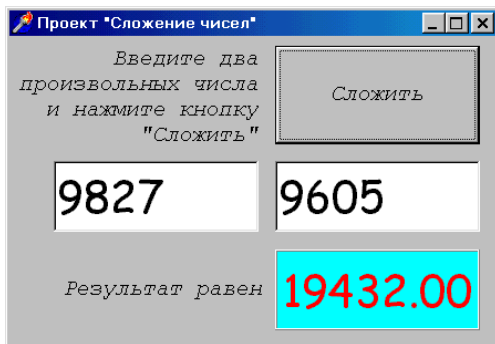 Проект "Сложение чисел"
Введите два
произвольных числа
и нажмите кнопку
"Сложить"
Сложить
9827
9605
Результат равен
19432.00